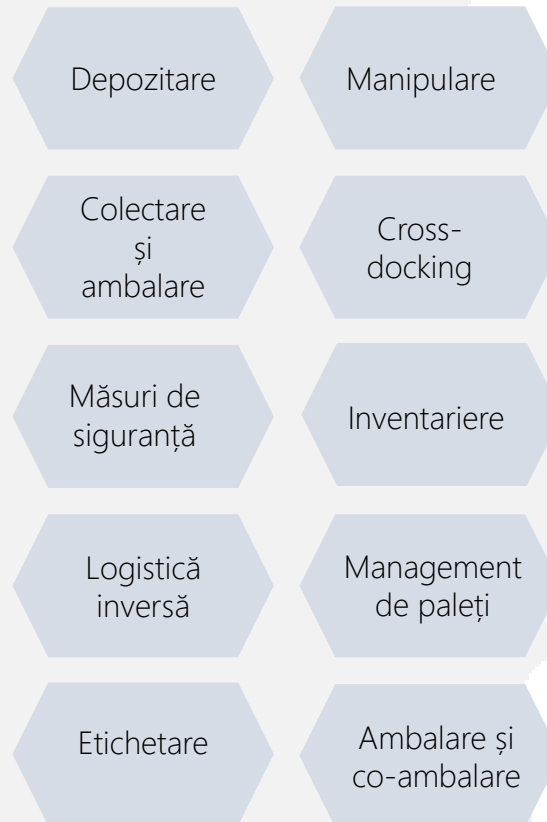 Depozitare
Manipulare
Colectare
și
ambalare
Cross-
docking
Măsuri de
siguranță
Inventariere
Logistică
inversă
Management
de paleți
Etichetare
Ambalare și
co-ambalare